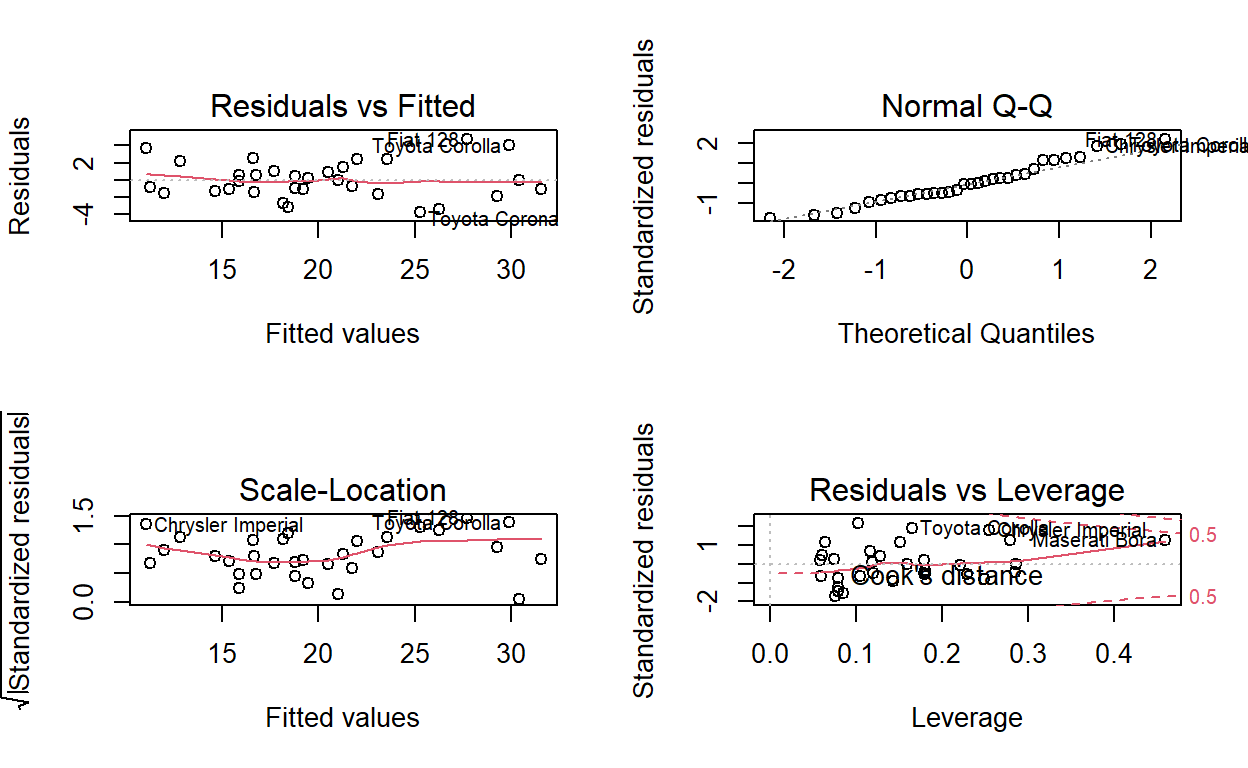 Residuals vs Fitted
Residuals
2
-4
Fiat 128
Toyota Corolla
Toyota Corona
15 20 25 30
Fitted values
Normal Q-Q
Standardized residuals
2
-1
Fiat 128
Toyota Corolla
Chrysler Imperial
-2 -1 0 1 2
Theoretical Quantiles
Scale-Location
√|Standardized residuals|
1.5
0.0
Chrysler Imperial
Fiat 128
Toyota Corolla
15 20 25 30
Fitted values
Residuals vs Leverage
Standardized residuals
1
-2
Toyota Corolla
Chrysler Imperial
Maserati Bora
Cook's distance
0.5
0.5
0.0 0.1 0.2 0.3 0.4
Leverage